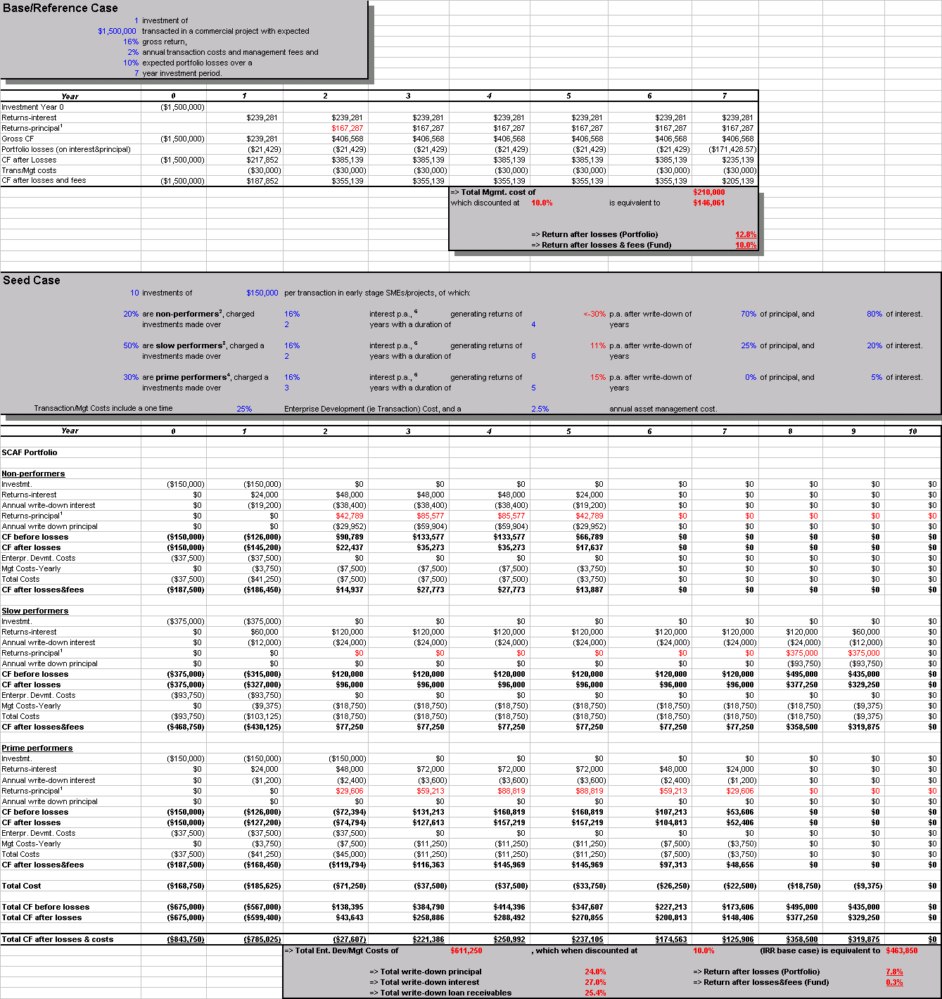 Base/Reference Case
1 investment of
$1,500,000 transacted in a commercial project with expected
16% gross return,
2% annual transaction costs and management fees and
10% expected portfolio losses over a
7 year investment period.
Year 0 1 2 3 4 5 6 7
Investment Year 0 ($1,500,000)
Returns-interest $239,281 $239,281 $239,281 $239,281 $239,281 $239,281 $239,281
Returns-principal¹ $167,287 $167,287 $167,287 $167,287 $167,287 $167,287
Gross CF ($1,500,000) $239,281 $406,568 $406,568 $406,568 $406,568 $406,568 $406,568
Portfolio losses (on interest&principal) ($21,429) ($21,429) ($21,429) ($21,429) ($21,429) ($21,429) ($171,428.57)
CF after Losses ($1,500,000) $217,852 $385,139 $385,139 $385,139 $385,139 $385,139 $235,139
Trans/Mgt costs ($30,000) ($30,000) ($30,000) ($30,000) ($30,000) ($30,000) ($30,000)
CF after losses and fees ($1,500,000) $187,852 $355,139 $355,139 $355,139 $355,139 $355,139 $205,139
=> Total Mgmt. cost of $210,000
which discounted at 10.0% is equivalent to $146,061
=> Return after losses (Portfolio) 12.8%
=> Return after losses & fees (Fund) 10.0%
Seed Case
10 investments of $150,000 per transaction in early stage SMEs/projects, of which:
20% are non-performers², charged 16% interest p.a., ⁶ generating returns of <-30% p.a. after write-down of 70% of principal, and 80% of interest.
investments made over 2 years with a duration of 4 years
50% are slow performers³, charged a 16% interest p.a., ⁶ generating returns of 11% p.a. after write-down of 25% of principal, and 20% of interest.
investments made over 2 years with a duration of 8 years
30% are prime performers⁴, charged a 16% interest p.a., ⁶ generating returns of 15% p.a. after write-down of 0% of principal, and 5% of interest.
investments made over 3 years with a duration of 5 years
Transaction/Mgt Costs include a one time 25% Enterprise Development (ie Transaction) Cost, and a 2.5% annual asset management cost.
Year 0 1 2 3 4 5 6 7 8 9 10
SCAF Portfolio
Non-performers
Investmt. ($150,000) ($150,000) $0 $0 $0 $0 $0 $0 $0 $0 $0
Returns-interest $0 $24,000 $48,000 $48,000 $48,000 $24,000 $0 $0 $0 $0 $0
Annual write-down interest $0 ($19,200) ($38,400) ($38,400) ($38,400) ($19,200) $0 $0 $0 $0 $0
Returns-principal¹ $0 $0 $42,789 $85,577 $85,577 $42,789 $0 $0 $0 $0 $0
Annual write down principal $0 $0 ($29,952) ($59,904) ($59,904) ($29,952) $0 $0 $0 $0 $0
CF before losses ($150,000) ($126,000) $90,789 $133,577 $133,577 $66,789 $0 $0 $0 $0 $0
CF after losses ($150,000) ($145,200) $22,437 $35,273 $35,273 $17,637 $0 $0 $0 $0 $0
Enterpr. Devmt. Costs ($37,500) ($37,500) $0 $0 $0 $0 $0 $0 $0 $0 $0
Mgt Costs-Yearly $0 ($3,750) ($7,500) ($7,500) ($7,500) ($3,750) $0 $0 $0 $0 $0
Total Costs ($37,500) ($41,250) ($7,500) ($7,500) ($7,500) ($3,750) $0 $0 $0 $0 $0
CF after losses&fees ($187,500) ($186,450) $14,937 $27,773 $27,773 $13,887 $0 $0 $0 $0 $0
Slow performers
Investmt. ($375,000) ($375,000) $0 $0 $0 $0 $0 $0 $0 $0 $0
Returns-interest $0 $60,000 $120,000 $120,000 $120,000 $120,000 $120,000 $120,000 $120,000 $60,000 $0
Annual write-down interest $0 ($12,000) ($24,000) ($24,000) ($24,000) ($24,000) ($24,000) ($24,000) ($24,000) ($12,000) $0
Returns-principal¹ $0 $0 $0 $0 $0 $0 $0 $0 $375,000 $375,000 $0
Annual write down principal $0 $0 $0 $0 $0 $0 $0 $0 ($93,750) ($93,750) $0
CF before losses ($375,000) ($315,000) $120,000 $120,000 $120,000 $120,000 $120,000 $120,000 $495,000 $435,000 $0
CF after losses ($375,000) ($327,000) $96,000 $96,000 $96,000 $96,000 $96,000 $96,000 $377,250 $329,250 $0
Enterpr. Devmt. Costs ($93,750) ($93,750) $0 $0 $0 $0 $0 $0 $0 $0 $0
Mgt Costs-Yearly $0 ($9,375) ($18,750) ($18,750) ($18,750) ($18,750) ($18,750) ($18,750) ($18,750) ($9,375) $0
Total Costs ($93,750) ($103,125) ($18,750) ($18,750) ($18,750) ($18,750) ($18,750) ($18,750) ($18,750) ($9,375) $0
CF after losses&fees ($468,750) ($430,125) $77,250 $77,250 $77,250 $77,250 $77,250 $77,250 $358,500 $319,875 $0
Prime performers
Investmt. ($150,000) ($150,000) ($150,000) $0 $0 $0 $0 $0 $0 $0 $0
Returns-interest $0 $24,000 $48,000 $72,000 $72,000 $72,000 $48,000 $24,000 $0 $0 $0
Annual write-down interest $0 ($1,200) ($2,400) ($3,600) ($3,600) ($3,600) ($2,400) ($1,200) $0 $0 $0
Returns-principal¹ $0 $0 $29,606 $59,213 $88,819 $88,819 $59,213 $29,606 $0 $0 $0
Annual write down principal $0 $0 $0 $0 $0 $0 $0 $0 $0 $0 $0
CF before losses ($150,000) ($126,000) ($72,394) $131,213 $160,819 $160,819 $107,213 $53,606 $0 $0 $0
CF after losses ($150,000) ($127,200) ($74,794) $127,613 $157,219 $157,219 $104,813 $52,406 $0 $0 $0
Enterpr. Devmt. Costs ($37,500) ($37,500) ($37,500) $0 $0 $0 $0 $0 $0 $0 $0
Mgt Costs-Yearly $0 ($3,750) ($7,500) ($11,250) ($11,250) ($11,250) ($7,500) ($3,750) $0 $0 $0
Total Costs ($37,500) ($41,250) ($45,000) ($11,250) ($11,250) ($11,250) ($7,500) ($3,750) $0 $0 $0
CF after losses&fees ($187,500) ($168,450) ($119,794) $116,363 $145,969 $145,969 $97,313 $48,656 $0 $0 $0
Total Cost ($168,750) ($185,625) ($71,250) ($37,500) ($37,500) ($33,750) ($26,250) ($22,500) ($18,750) ($9,375) $0
Total CF before losses ($675,000) ($567,000) $138,395 $384,790 $414,396 $347,607 $227,213 $173,606 $495,000 $435,000 $0
Total CF after losses ($675,000) ($599,400) $43,643 $258,886 $288,492 $270,855 $200,813 $148,406 $377,250 $329,250 $0
Total CF after losses & costs ($843,750) ($785,025) ($27,607) $221,386 $250,992 $237,105 $174,563 $125,906 $358,500 $319,875 $0
=> Total Ent. Dev/Mgt Costs of $611,250 , which when discounted at 10.0% (IRR base case) is equivalent to $463,850
=> Total write-down principal 24.0% => Return after losses (Portfolio) 7.8%
=> Total write-down interest 27.0% => Return after losses&fees (Fund) 0.3%
=> Total write-down loan receivables 25.4%